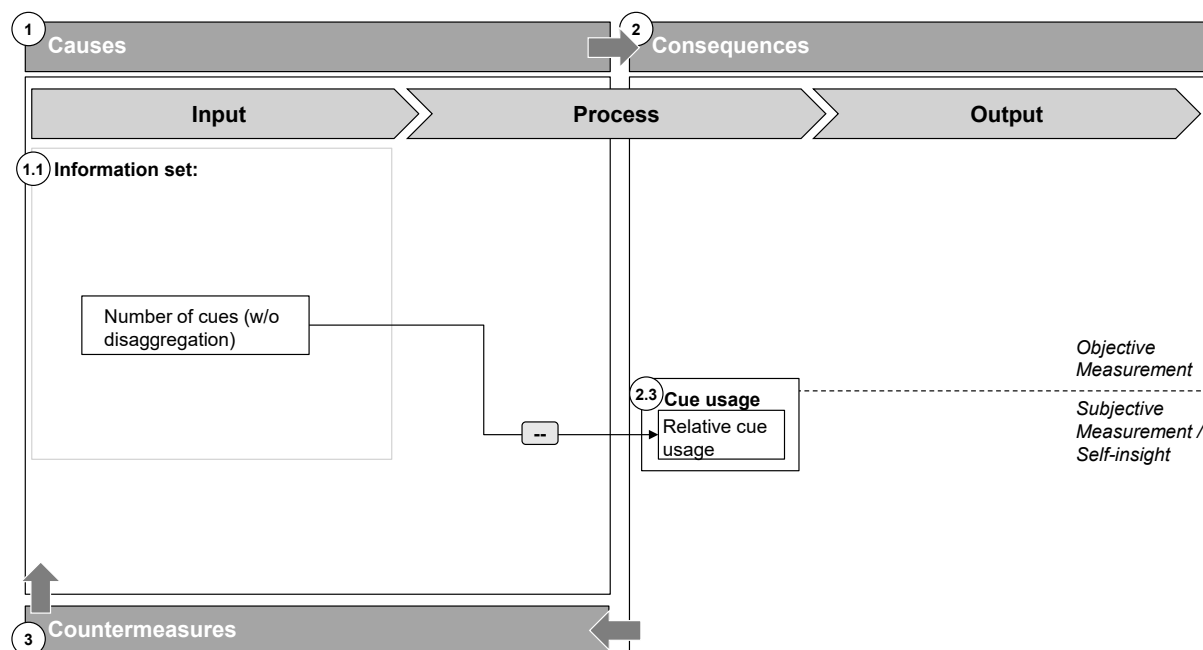 1
Causes
2
Consequences
Input
Process
Output
1.1
Information set:
Number of cues (w/o
disaggregation)
--
2.3
Cue usage
Relative cue
usage
Objective
Measurement
Subjective
Measurement /
Self-insight
3
Countermeasures